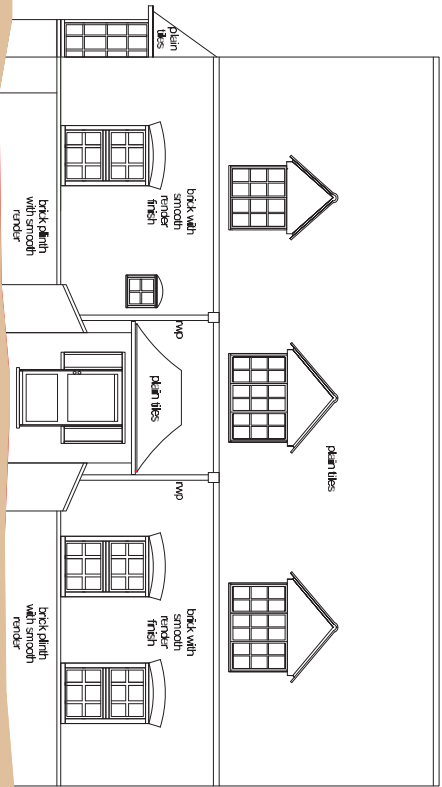 plain tiles
plain
tiles
brick with
smooth
render
finish
rwp
plain tiles
rwp
brick with
smooth
render
finish
brick plinth
with smooth
render
brick plinth
with smooth
render